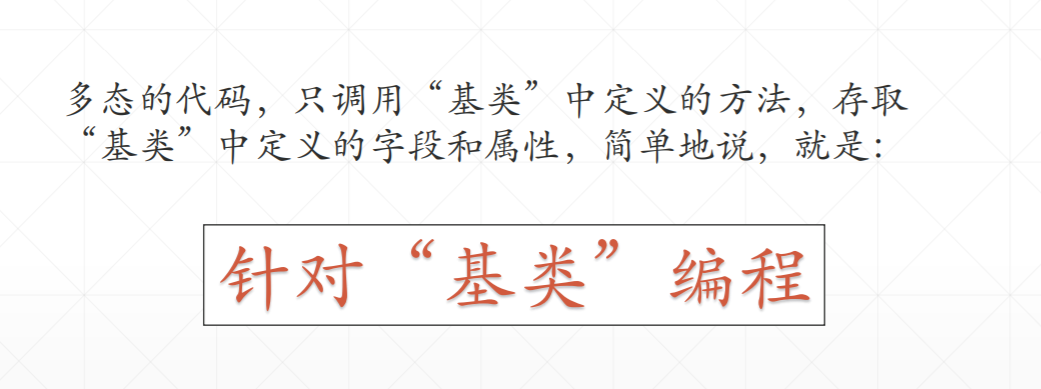 多态的代码，只调用“基类”中定义的方法，存取
“基类”中定义的字段和属性，简单地说，就是：
针对“基类”编程